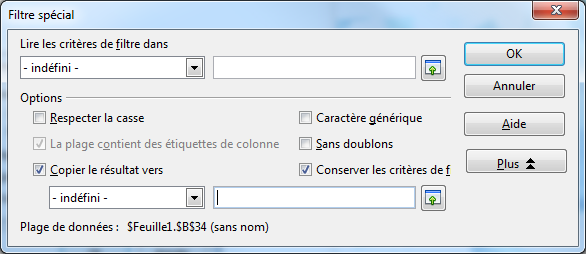 Filtre spécial
Lire les critères de filtre dans
- indéfini -
OK
Annuler
Options
Respecter la casse
Caractère générique
Aide
La plage contient des étiquettes de colonne
Sans doublons
Copier le résultat vers
Conserver les critères de f
Plus
- indéfini -
Plage de données : $Feuille1.$B$34 (sans nom)